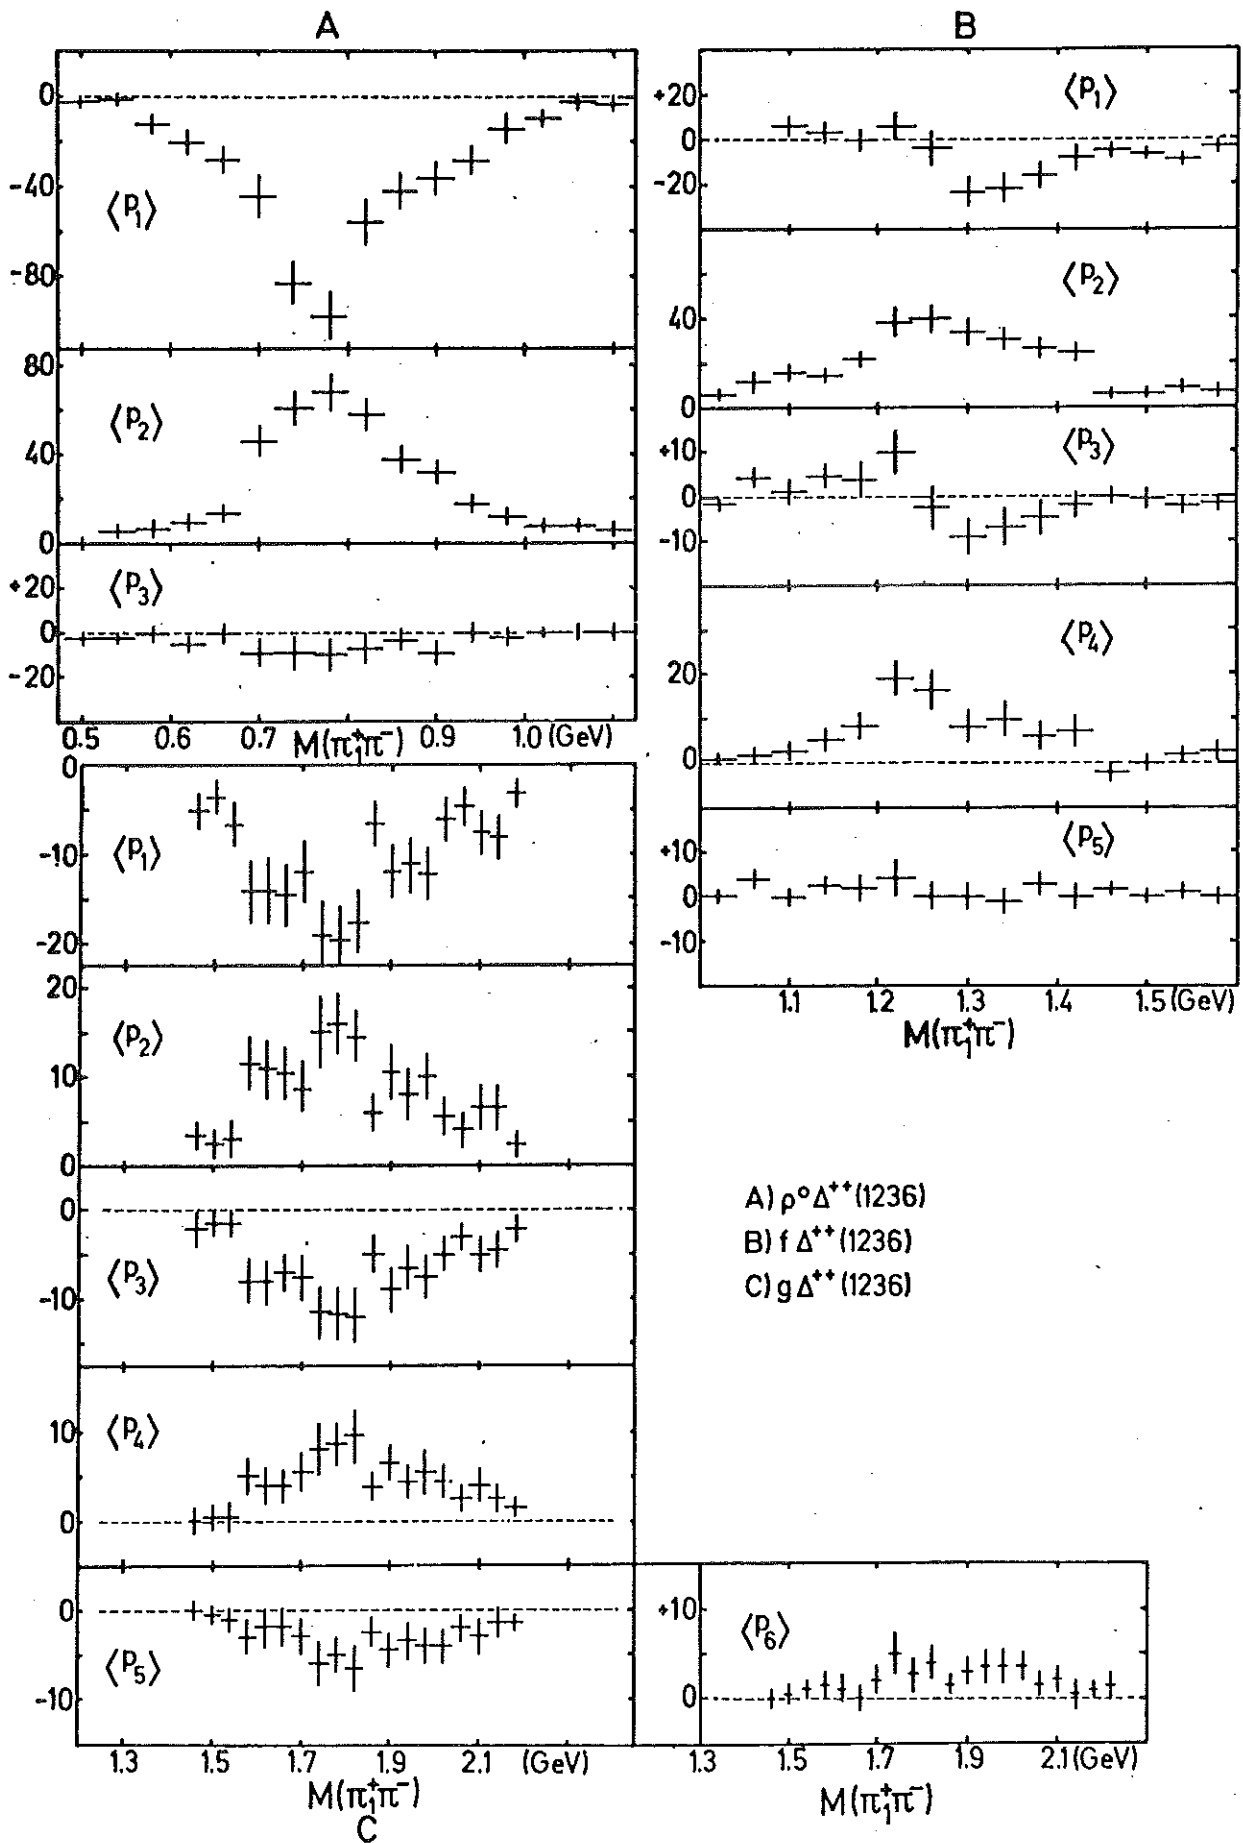 A
0
-40
-80
⟨P₁⟩
80
40
0
⟨P₂⟩
+20
0
-20
⟨P₃⟩
0.5 0.6 0.7 M(π₁⁺π⁻) 0.9 1.0 (GeV)
B
+20
0
-20
⟨P₁⟩
40
0
⟨P₂⟩
+10
0
-10
⟨P₃⟩
20
0
⟨P₄⟩
+10
0
-10
⟨P₅⟩
1.1 1.2 1.3 1.4 1.5 (GeV)
M(π₁⁺π⁻)
0
-10
-20
⟨P₁⟩
20
10
0
⟨P₂⟩
0
-10
⟨P₃⟩
10
0
⟨P₄⟩
0
-10
⟨P₅⟩
1.3 1.5 1.7 1.9 2.1 (GeV)
M(π₁⁺π⁻)
C
A) ρ⁰ Δ⁺⁺ (1236)
B) f Δ⁺⁺ (1236)
C) g Δ⁺⁺ (1236)
+10
0
⟨P₆⟩
1.3 1.5 1.7 1.9 2.1 (GeV)
M(π₁⁺π⁻)